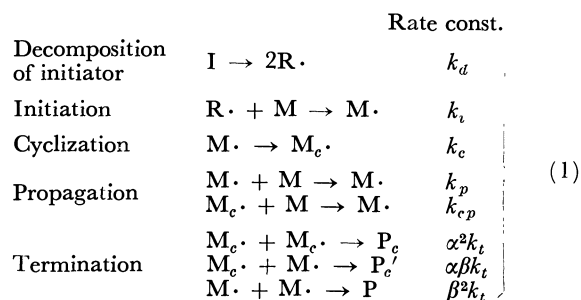 Rate const.
Decomposition of initiator I → 2R· k_d
Initiation R· + M → M· k_i
Cyclization M· → M_c· k_c
Propagation M· + M → M· k_p
M_c· + M → M· k_cp
Termination M_c· + M_c· → P_c α²k_t
M_c· + M· → P_c′ αβk_t
M· + M· → P β²k_t
(1)